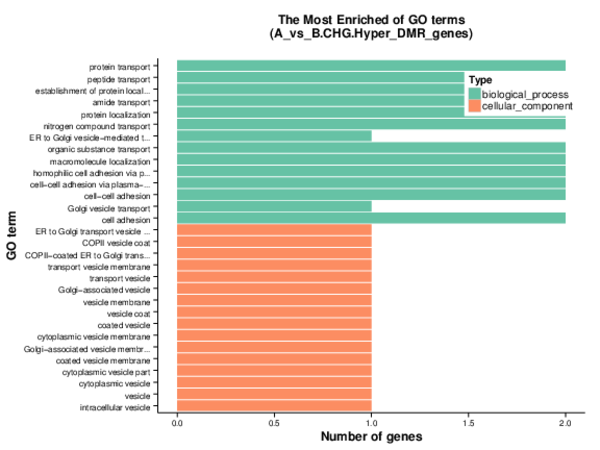 The Most Enriched of GO terms
(A_vs_B.CHG.Hyper_DMR_genes)
protein transport
peptide transport
establishment of protein local...
amide transport
protein localization
nitrogen compound transport
ER to Golgi vesicle−mediated t...
organic substance transport
macromolecule localization
homophilic cell adhesion via p...
cell−cell adhesion via plasma−...
cell−cell adhesion
Golgi vesicle transport
cell adhesion
ER to Golgi transport vesicle ...
COPII vesicle coat
COPII−coated ER to Golgi trans...
transport vesicle membrane
transport vesicle
Golgi−associated vesicle
vesicle membrane
vesicle coat
coated vesicle
cytoplasmic vesicle membrane
Golgi−associated vesicle membr...
coated vesicle membrane
cytoplasmic vesicle part
cytoplasmic vesicle
vesicle
intracellular vesicle
GO term
Type
biological_process
cellular_component
0.0 0.5 1.0 1.5 2.0
Number of genes